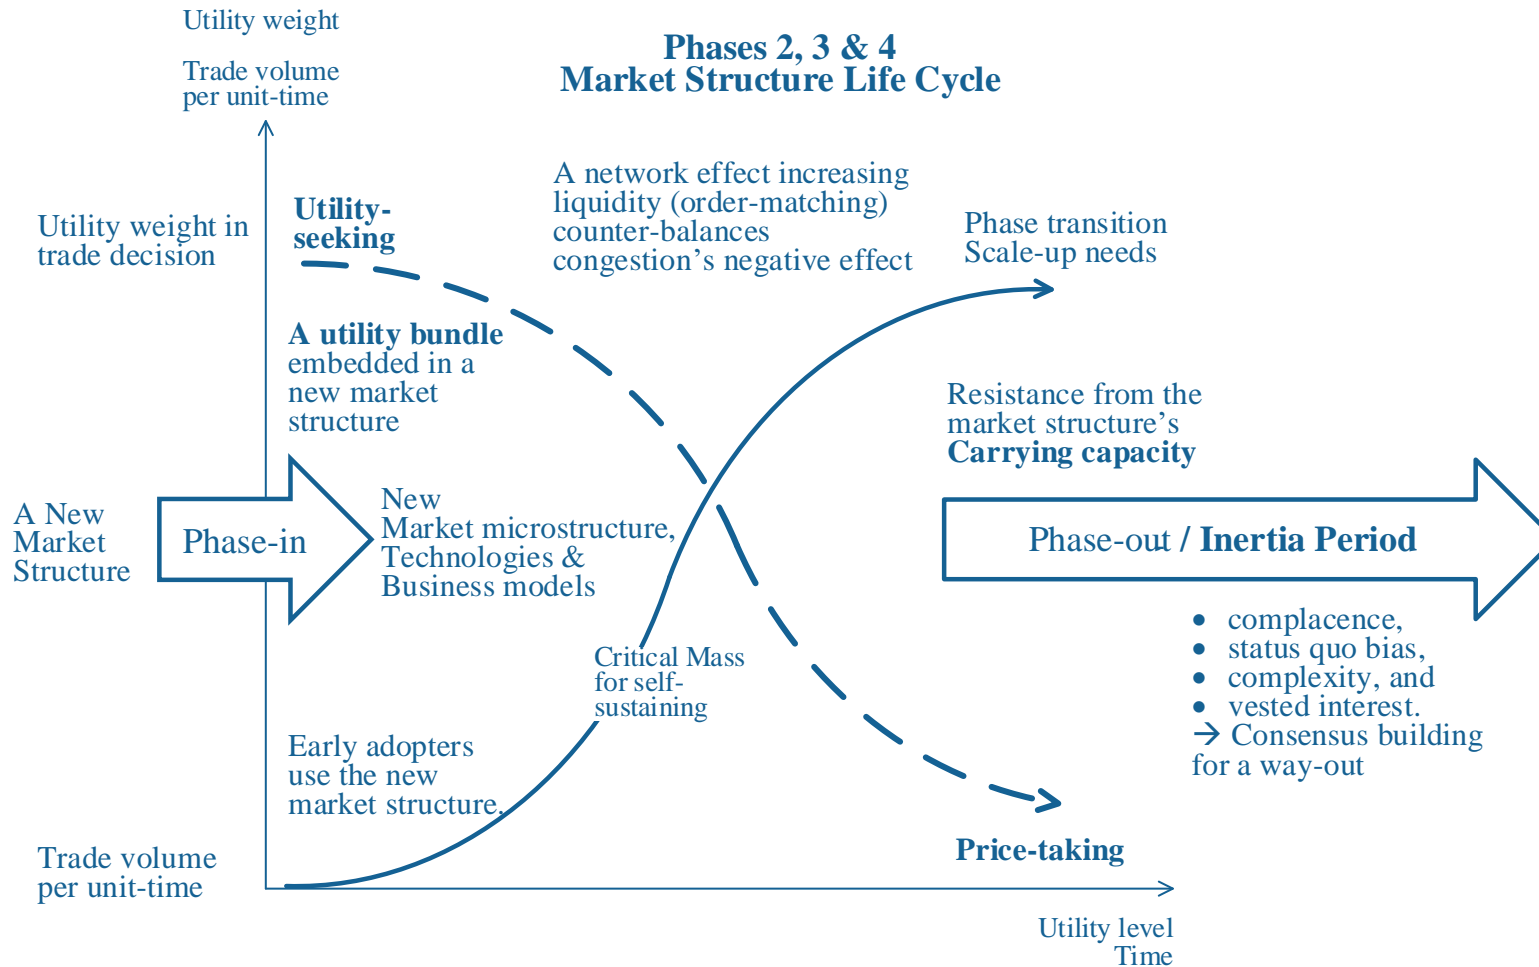 Utility weight
Trade volume
per unit-time
Phases 2, 3 & 4
Market Structure Life Cycle
Utility weight in
trade decision
Utility-
seeking
A network effect increasing
liquidity (order-matching)
counter-balances
congestion's negative effect
Phase transition
Scale-up needs
A utility bundle
embedded in a
new market
structure
Resistance from the
market structure's
Carrying capacity
A New
Market
Structure
Phase-in
New
Market microstructure,
Technologies &
Business models
Phase-out / Inertia Period
Critical Mass
for self-
sustaining
• complacence,
• status quo bias,
• complexity, and
• vested interest.
→ Consensus building
for a way-out
Early adopters
use the new
market structure.
Price-taking
Trade volume
per unit-time
Utility level
Time